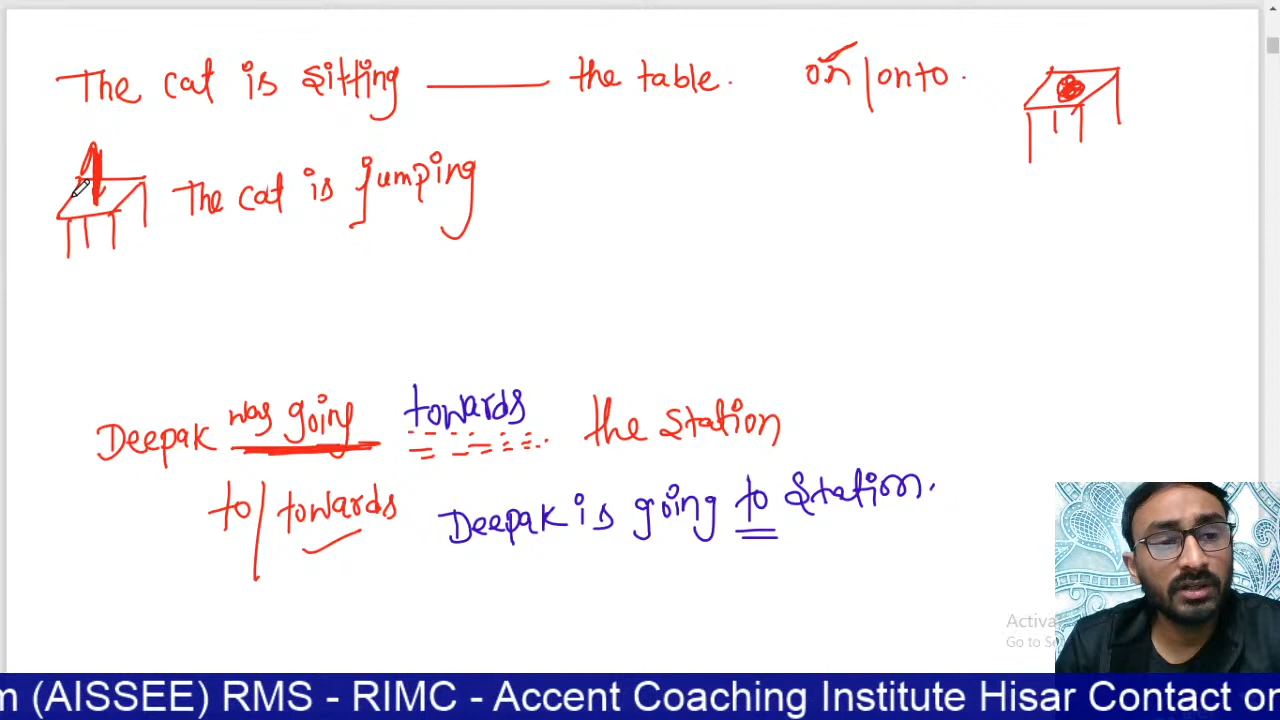 The cat is sitting ——— the table. on/onto.
The cat is jumping
Deepak was going towards the station
to/towards
Deepak is going to Station.
Activa
Go to Se
m (AISSEE) RMS - RIMC - Accent Coaching Institute Hisar Contact on